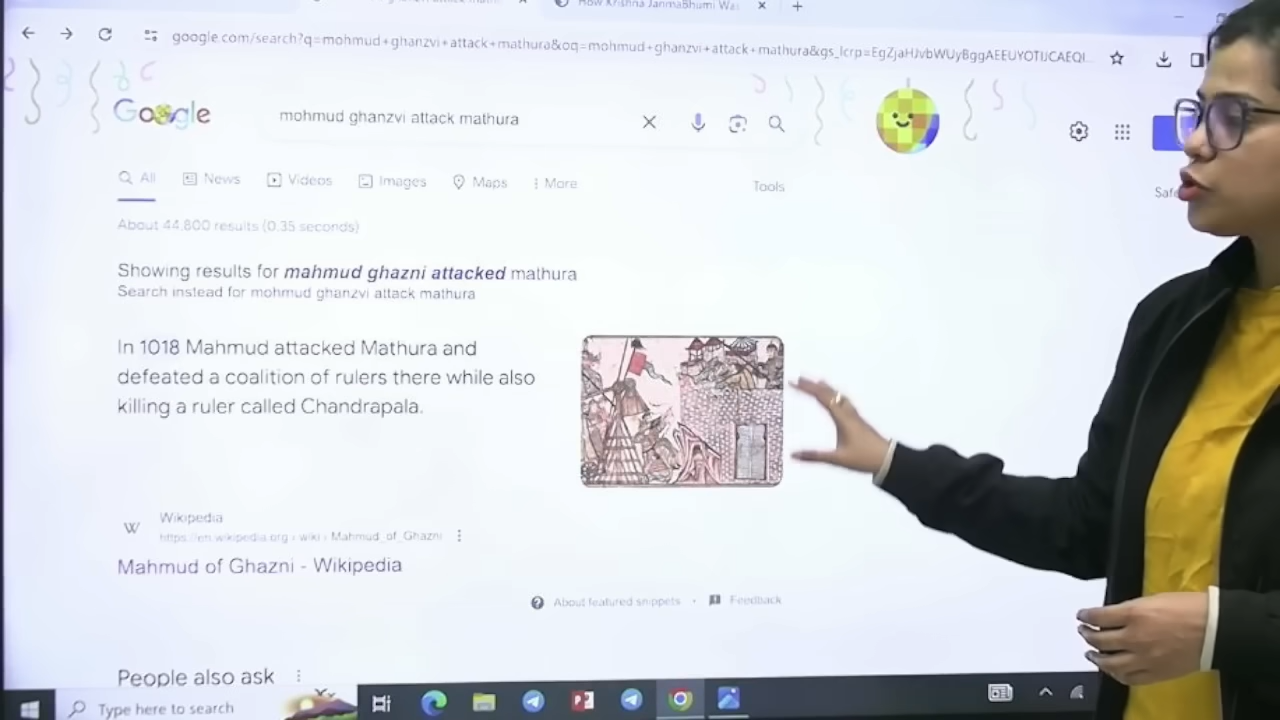 How Krishna JanmaBhumi Wa
google.com/search?q=mohmud+ghanzvi+attack+mathura&oq=mohmud+ghanzvi+attack+mathura&gs_lcrp=EgZjaHJvbWUyBggAEEUYOTIJCAEQI...
Google
mohmud ghanzvi attack mathura
All News Videos Images Maps More
Tools
Safe
About 44,800 results (0.35 seconds)
Showing results for mahmud ghazni attacked mathura
Search instead for mohmud ghanzvi attack mathura
In 1018 Mahmud attacked Mathura and
defeated a coalition of rulers there while also
killing a ruler called Chandrapala.
W
Wikipedia
https://en.wikipedia.org › wiki › Mahmud_of_Ghazni
Mahmud of Ghazni - Wikipedia
About featured snippets • Feedback
People also ask
Type here to search